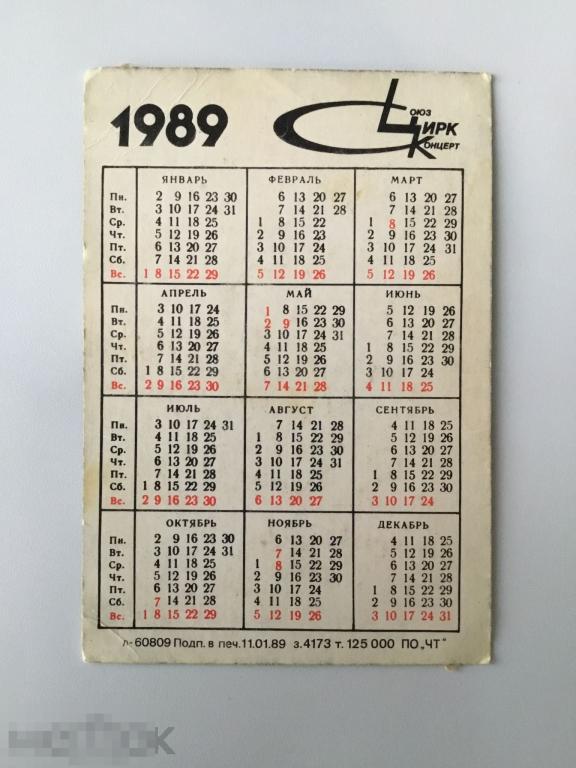 1989 СОЮЗ
ЦИРК
КОНЦЕРТ
ЯНВАРЬ ФЕВРАЛЬ МАРТ
Пн. 2 9 16 23 30 6 13 20 27 6 13 20 27
Вт. 3 10 17 24 31 7 14 21 28 7 14 21 28
Ср. 4 11 18 25 1 8 15 22 1 8 15 22 29
Чт. 5 12 19 26 2 9 16 23 2 9 16 23 30
Пт. 6 13 20 27 3 10 17 24 3 10 17 24 31
Сб. 7 14 21 28 4 11 18 25 4 11 18 25
Вс. 1 8 15 22 29 5 12 19 26 5 12 19 26
АПРЕЛЬ МАЙ ИЮНЬ
Пн. 3 10 17 24 1 8 15 22 29 5 12 19 26
Вт. 4 11 18 25 2 9 16 23 30 6 13 20 27
Ср. 5 12 19 26 3 10 17 24 31 7 14 21 28
Чт. 6 13 20 27 4 11 18 25 1 8 15 22 29
Пт. 7 14 21 28 5 12 19 26 2 9 16 23 30
Сб. 1 8 15 22 29 6 13 20 27 3 10 17 24
Вс. 2 9 16 23 30 7 14 21 28 4 11 18 25
ИЮЛЬ АВГУСТ СЕНТЯБРЬ
Пн. 3 10 17 24 31 7 14 21 28 4 11 18 25
Вт. 4 11 18 25 1 8 15 22 29 5 12 19 26
Ср. 5 12 19 26 2 9 16 23 30 6 13 20 27
Чт. 6 13 20 27 3 10 17 24 31 7 14 21 28
Пт. 7 14 21 28 4 11 18 25 1 8 15 22 29
Сб. 1 8 15 22 29 5 12 19 26 2 9 16 23 30
Вс. 2 9 16 23 30 6 13 20 27 3 10 17 24
ОКТЯБРЬ НОЯБРЬ ДЕКАБРЬ
Пн. 2 9 16 23 30 6 13 20 27 4 11 18 25
Вт. 3 10 17 24 31 7 14 21 28 5 12 19 26
Ср. 4 11 18 25 1 8 15 22 29 6 13 20 27
Чт. 5 12 19 26 2 9 16 23 30 7 14 21 28
Пт. 6 13 20 27 3 10 17 24 1 8 15 22 29
Сб. 7 14 21 28 4 11 18 25 2 9 16 23 30
Вс. 1 8 15 22 29 5 12 19 26 3 10 17 24 31
Л-60809 Подп. в печ. 11.01.89 з. 4173 т. 125 000 ПО „ЧТ"